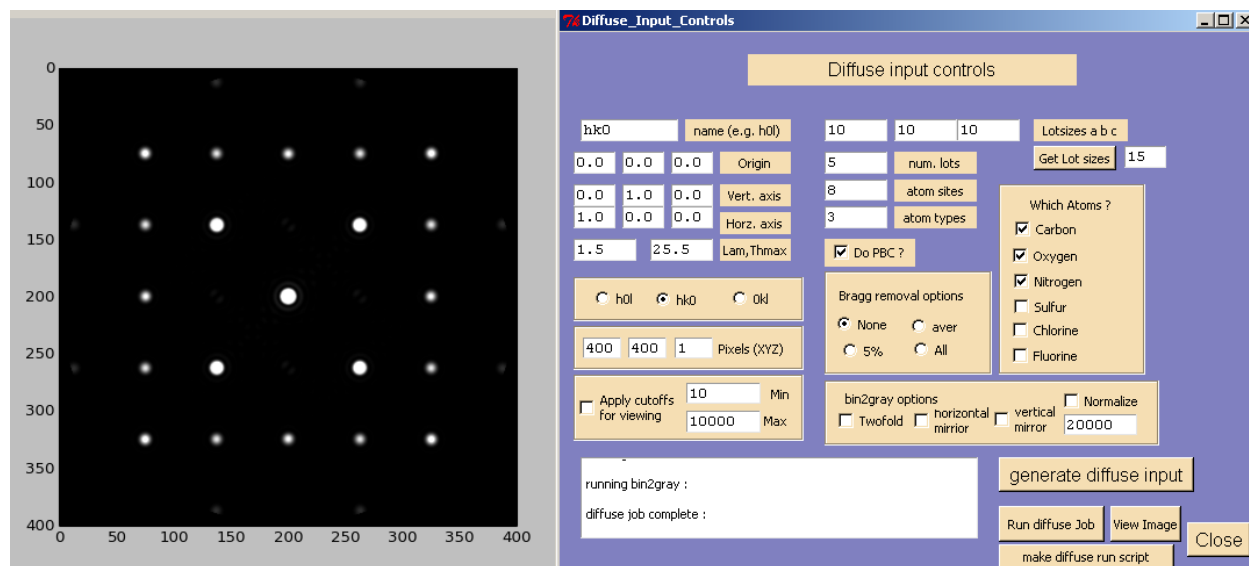 Diffuse_Input_Controls
Diffuse input controls
hk0 name (e.g. h0l)
0.0 0.0 0.0 Origin
0.0 1.0 0.0 Vert. axis
1.0 0.0 0.0 Horz. axis
1.5 25.5 Lam,Thmax
h0l hk0 0kl
400 400 1 Pixels (XYZ)
Apply cutoffs
for viewing
10 Min
10000 Max
10 10 10 Lotsizes a b c
Get Lot sizes 15
5 num. lots
8 atom sites
3 atom types
Do PBC ?
Which Atoms ?
Carbon
Oxygen
Nitrogen
Sulfur
Chlorine
Fluorine
Bragg removal options
None aver
5% All
bin2gray options
Twofold
horizontal
mirrior
vertical
mirror
Normalize
20000
running bin2gray :
diffuse job complete :
generate diffuse input
Run diffuse Job View Image
Close
make diffuse run script
0
50
100
150
200
250
300
350
400
0 50 100 150 200 250 300 350 400